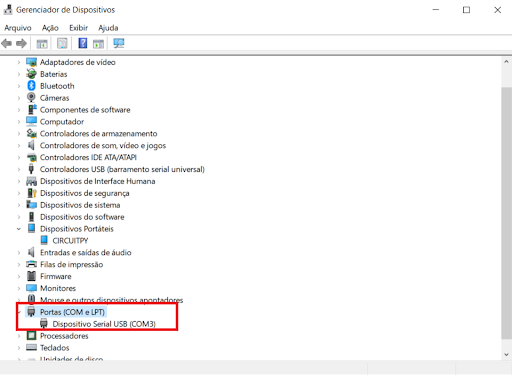 Gerenciador de Dispositivos
Arquivo Ação Exibir Ajuda
Adaptadores de vídeo
Baterias
Bluetooth
Câmeras
Componentes de software
Computador
Controladores de armazenamento
Controladores de som, vídeo e jogos
Controladores IDE ATA/ATAPI
Controladores USB (barramento serial universal)
Dispositivos de Interface Humana
Dispositivos de segurança
Dispositivos de sistema
Dispositivos do software
Dispositivos Portáteis
CIRCUITPY
Entradas e saídas de áudio
Filas de impressão
Firmware
Monitores
Mouse e outros dispositivos apontadores
Portas (COM e LPT)
Dispositivo Serial USB (COM3)
Processadores
Teclados
Unidades de disco